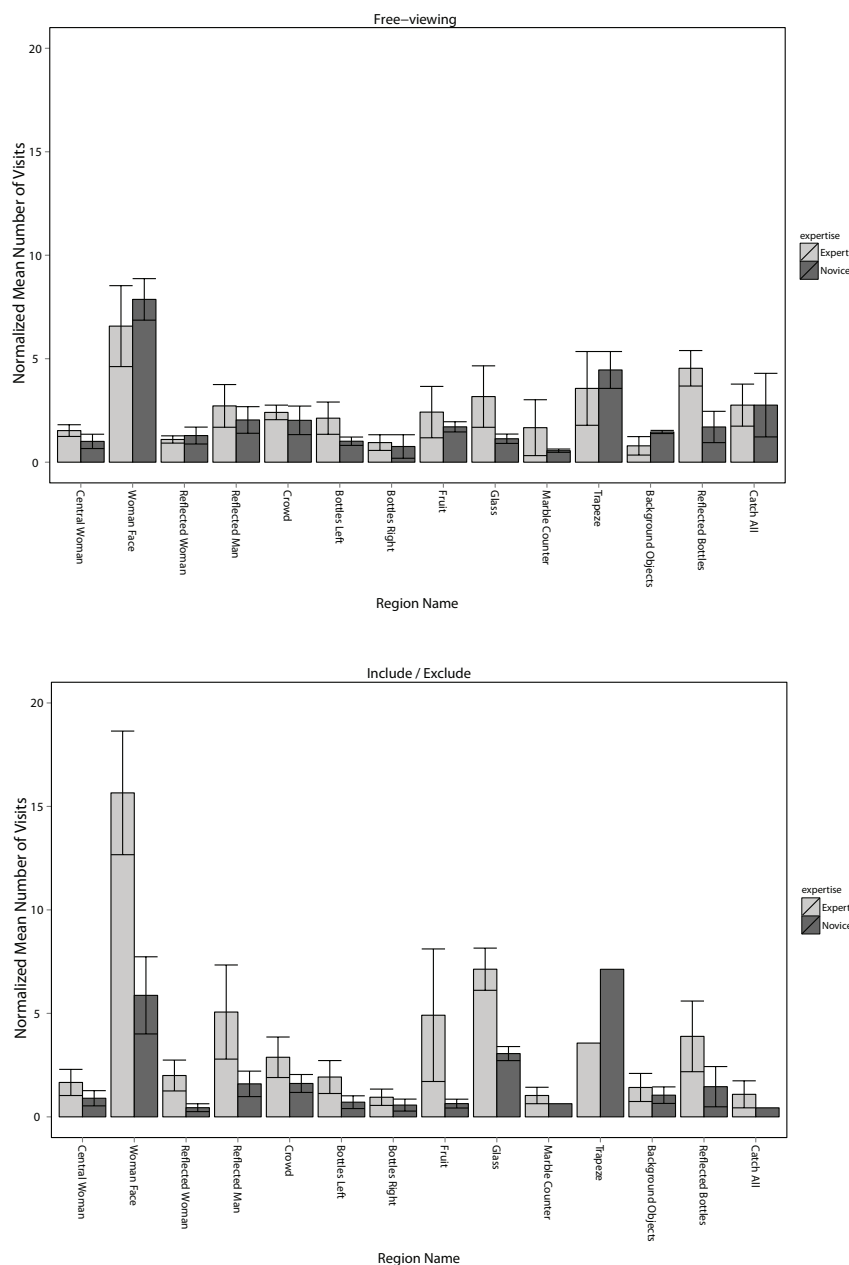 Free−viewing
Normalized Mean Number of Visits
20
15
10
5
0
expertise
Expert
Novice
Central Woman
Woman Face
Reflected Woman
Reflected Man
Crowd
Bottles Left
Bottles Right
Fruit
Glass
Marble Counter
Trapeze
Background Objects
Reflected Bottles
Catch All
Region Name
Include / Exclude
Normalized Mean Number of Visits
20
15
10
5
0
expertise
Expert
Novice
Central Woman
Woman Face
Reflected Woman
Reflected Man
Crowd
Bottles Left
Bottles Right
Fruit
Glass
Marble Counter
Trapeze
Background Objects
Reflected Bottles
Catch All
Region Name